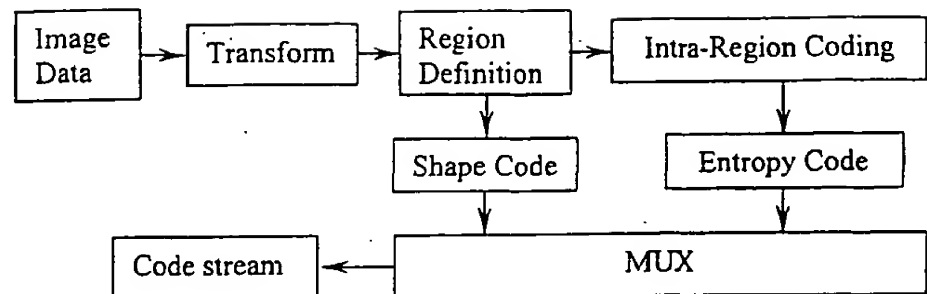 Image
Data
Transform
Region
Definition
Intra-Region Coding
Shape Code
Entropy Code
Code stream
MUX